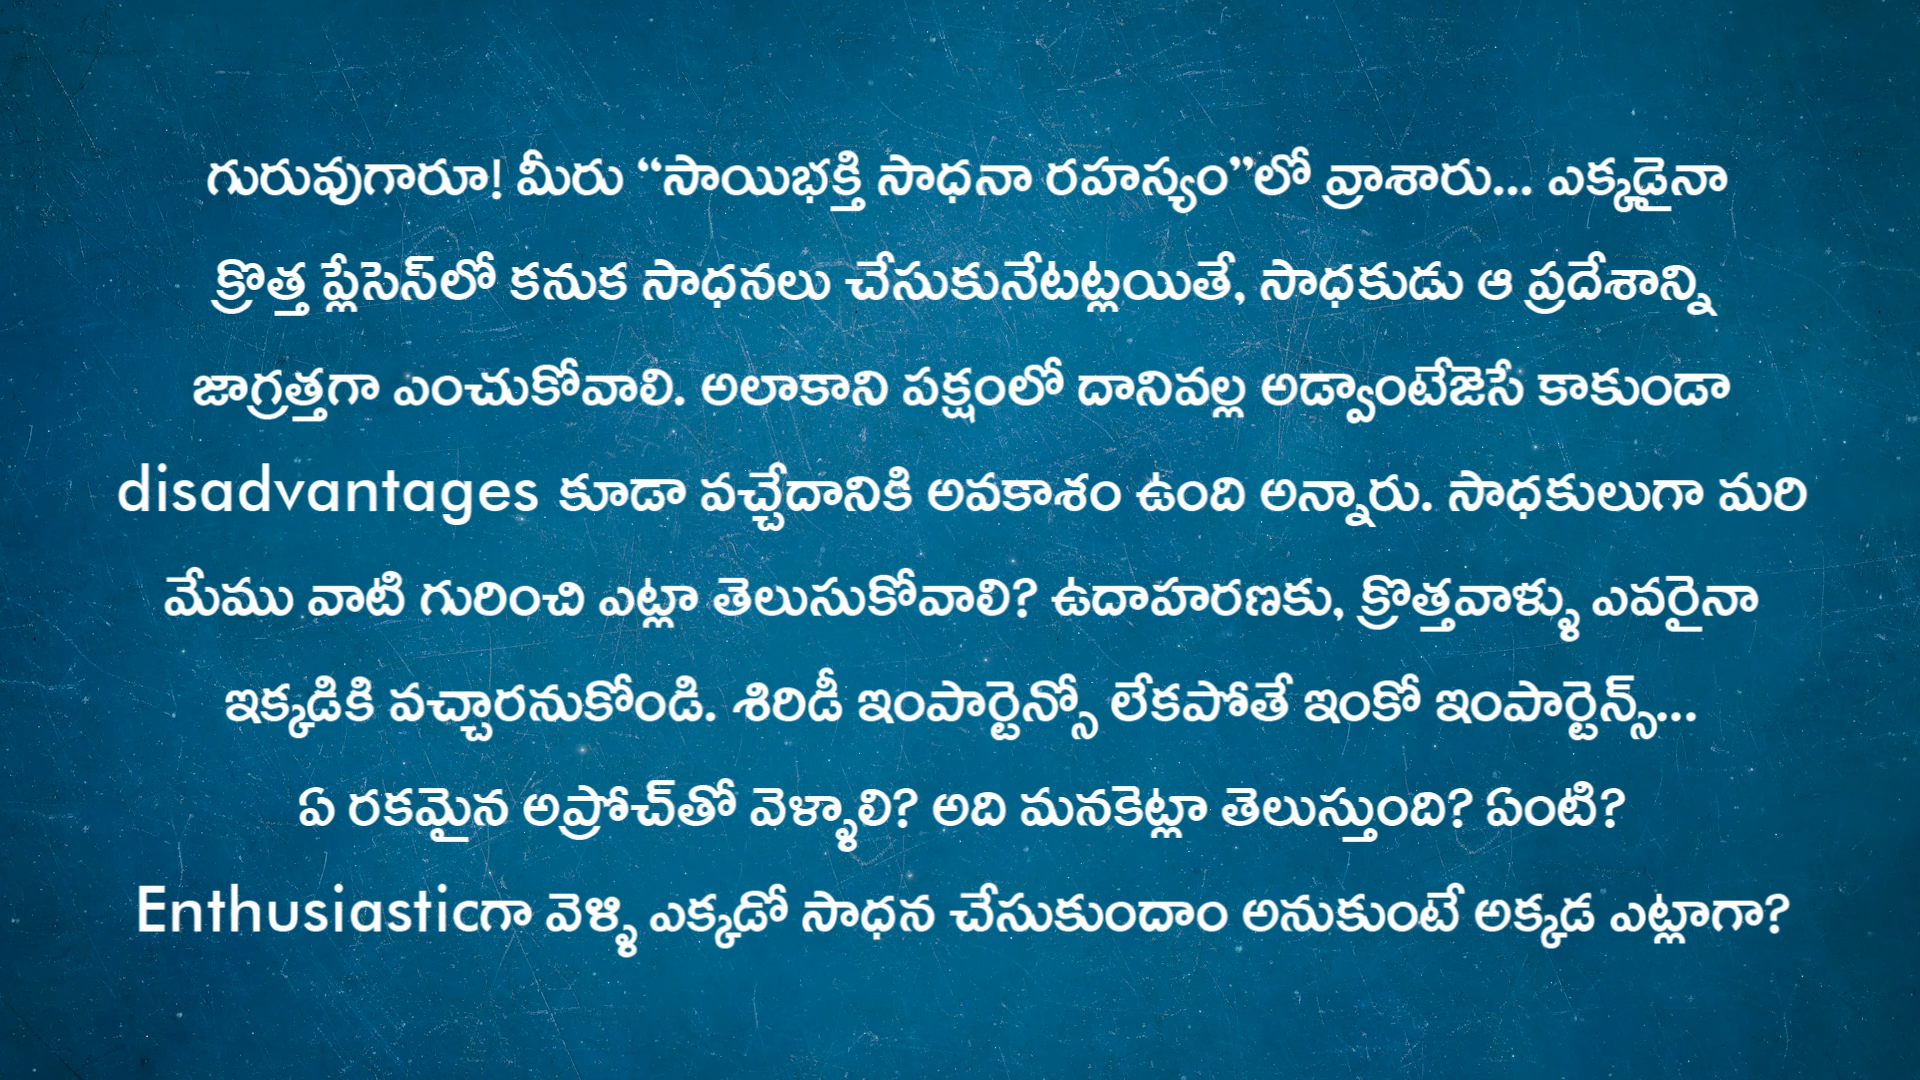 గురువుగారూ! మీరు “సాయిభక్తి సాధనా రహస్యం”లో వ్రాశారు... ఎక్కడైనా
క్రొత్త ప్లేసెస్‌లో కనుక సాధనలు చేసుకునేటట్లయితే, సాధకుడు ఆ ప్రదేశాన్ని
జాగ్రత్తగా ఎంచుకోవాలి. అలాకాని పక్షంలో దానివల్ల అడ్వాంటేజెసే కాకుండా
disadvantages కూడా వచ్చేదానికి అవకాశం ఉంది అన్నారు. సాధకులుగా మరి
మేము వాటి గురించి ఎట్లా తెలుసుకోవాలి? ఉదాహరణకు, క్రొత్తవాళ్ళు ఎవరైనా
ఇక్కడికి వచ్చారనుకోండి. శిరిడీ ఇంపార్టెన్సో లేకపోతే ఇంకో ఇంపార్టెన్స్...
ఏ రకమైన అప్రోచ్‌తో వెళ్ళాలి? అది మనకెట్లా తెలుస్తుంది? ఏంటి?
Enthusiasticగా వెళ్ళి ఎక్కడో సాధన చేసుకుందాం అనుకుంటే అక్కడ ఎట్లాగా?